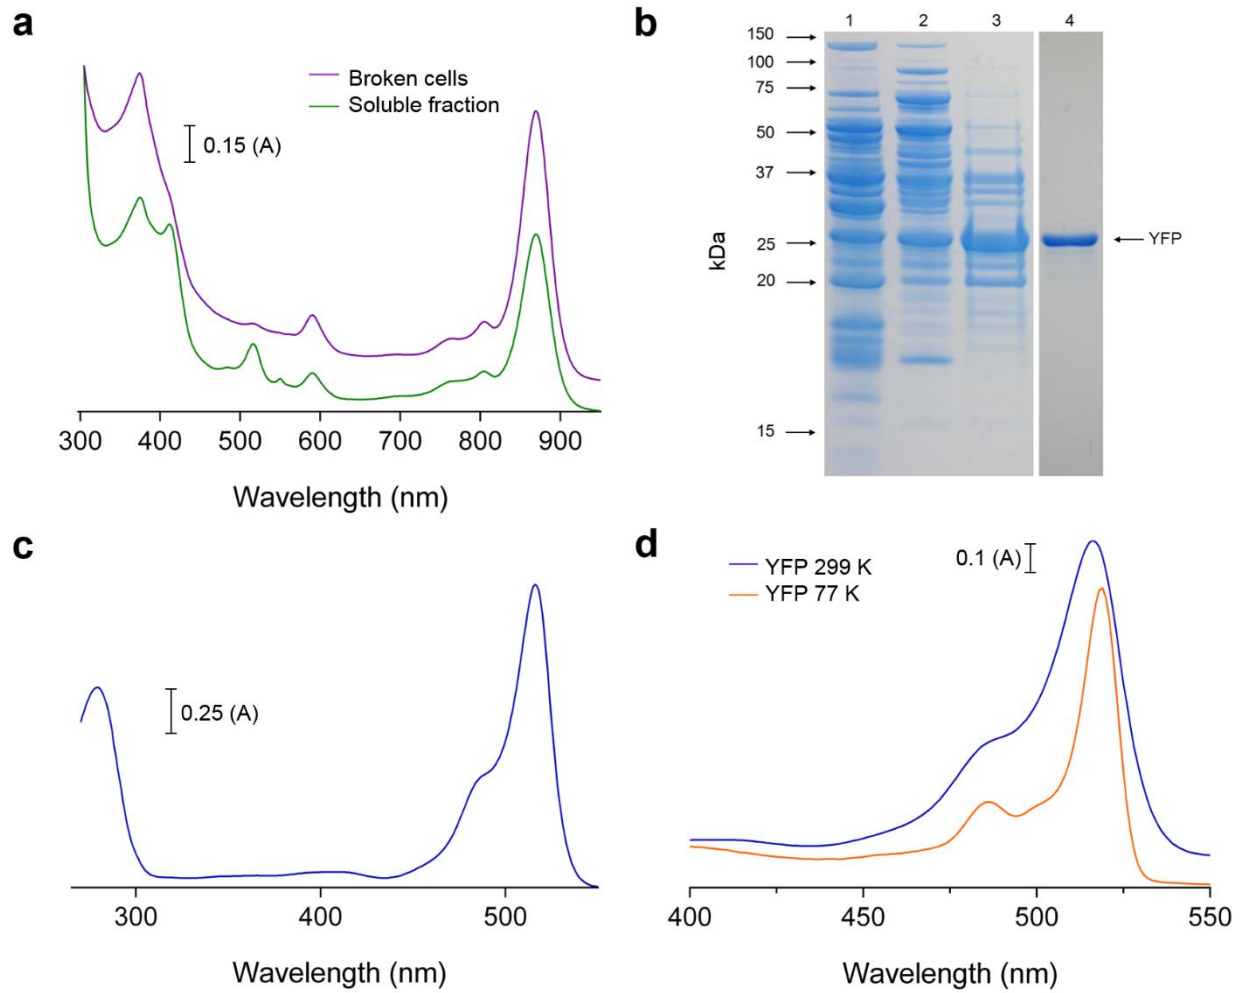 a
Broken cells
Soluble fraction
0.15 (A)
300 400 500 600 700 800 900
Wavelength (nm)
b
1 2 3 4
150
100
75
50
37
25
20
15
kDa
YFP
c
0.25 (A)
300 400 500
Wavelength (nm)
d
YFP 299 K
YFP 77 K
0.1 (A)
400 450 500 550
Wavelength (nm)